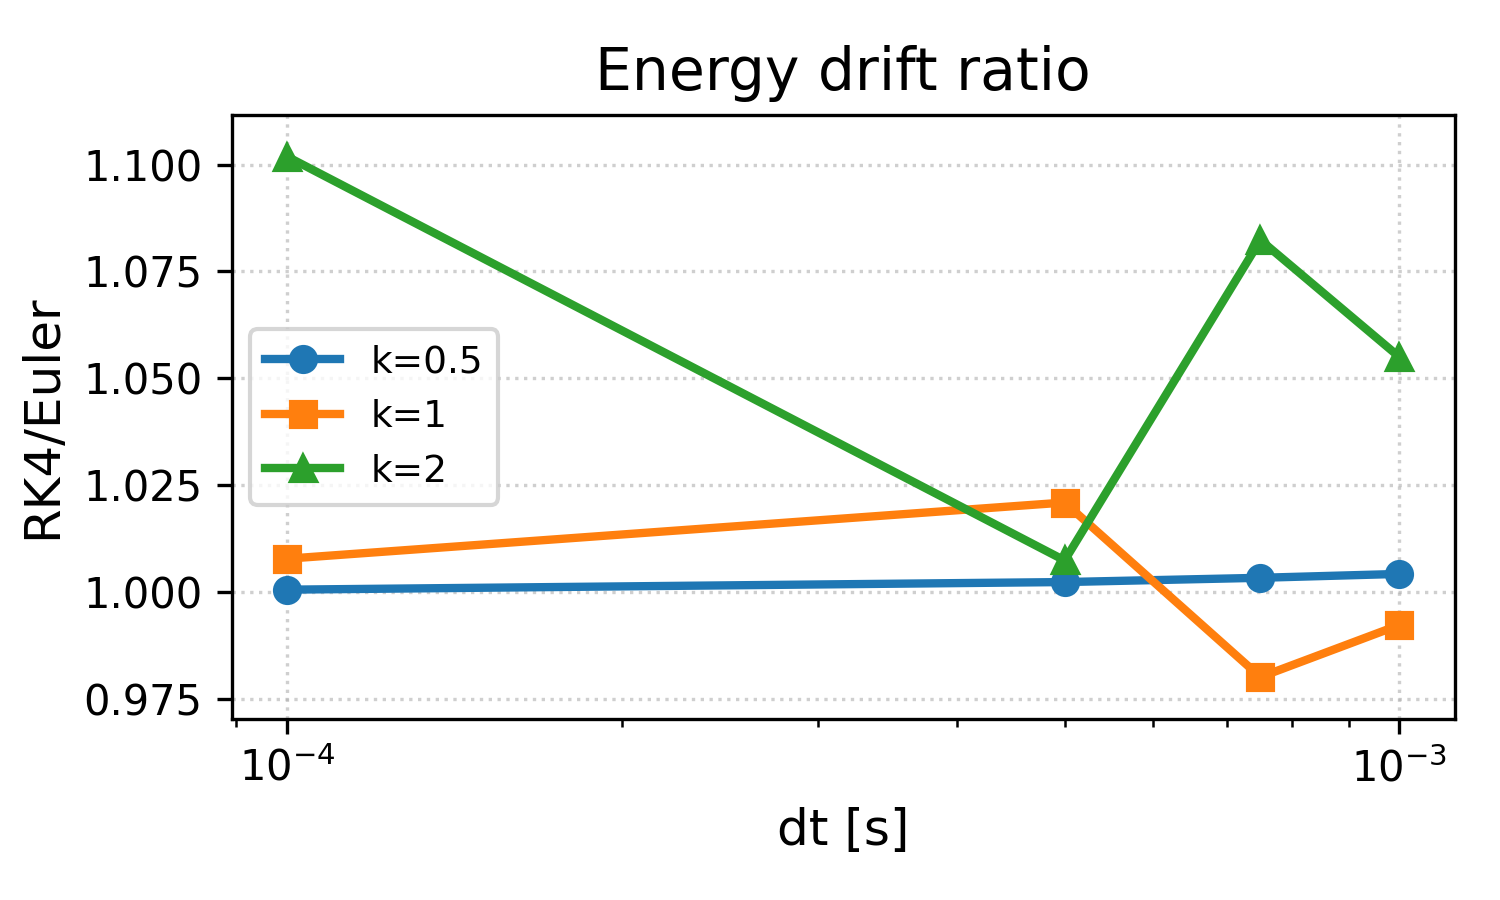 Energy drift ratio
RK4/Euler
1.100
1.075
1.050
1.025
1.000
0.975
k=0.5
k=1
k=2
10⁻⁴
10⁻³
dt [s]